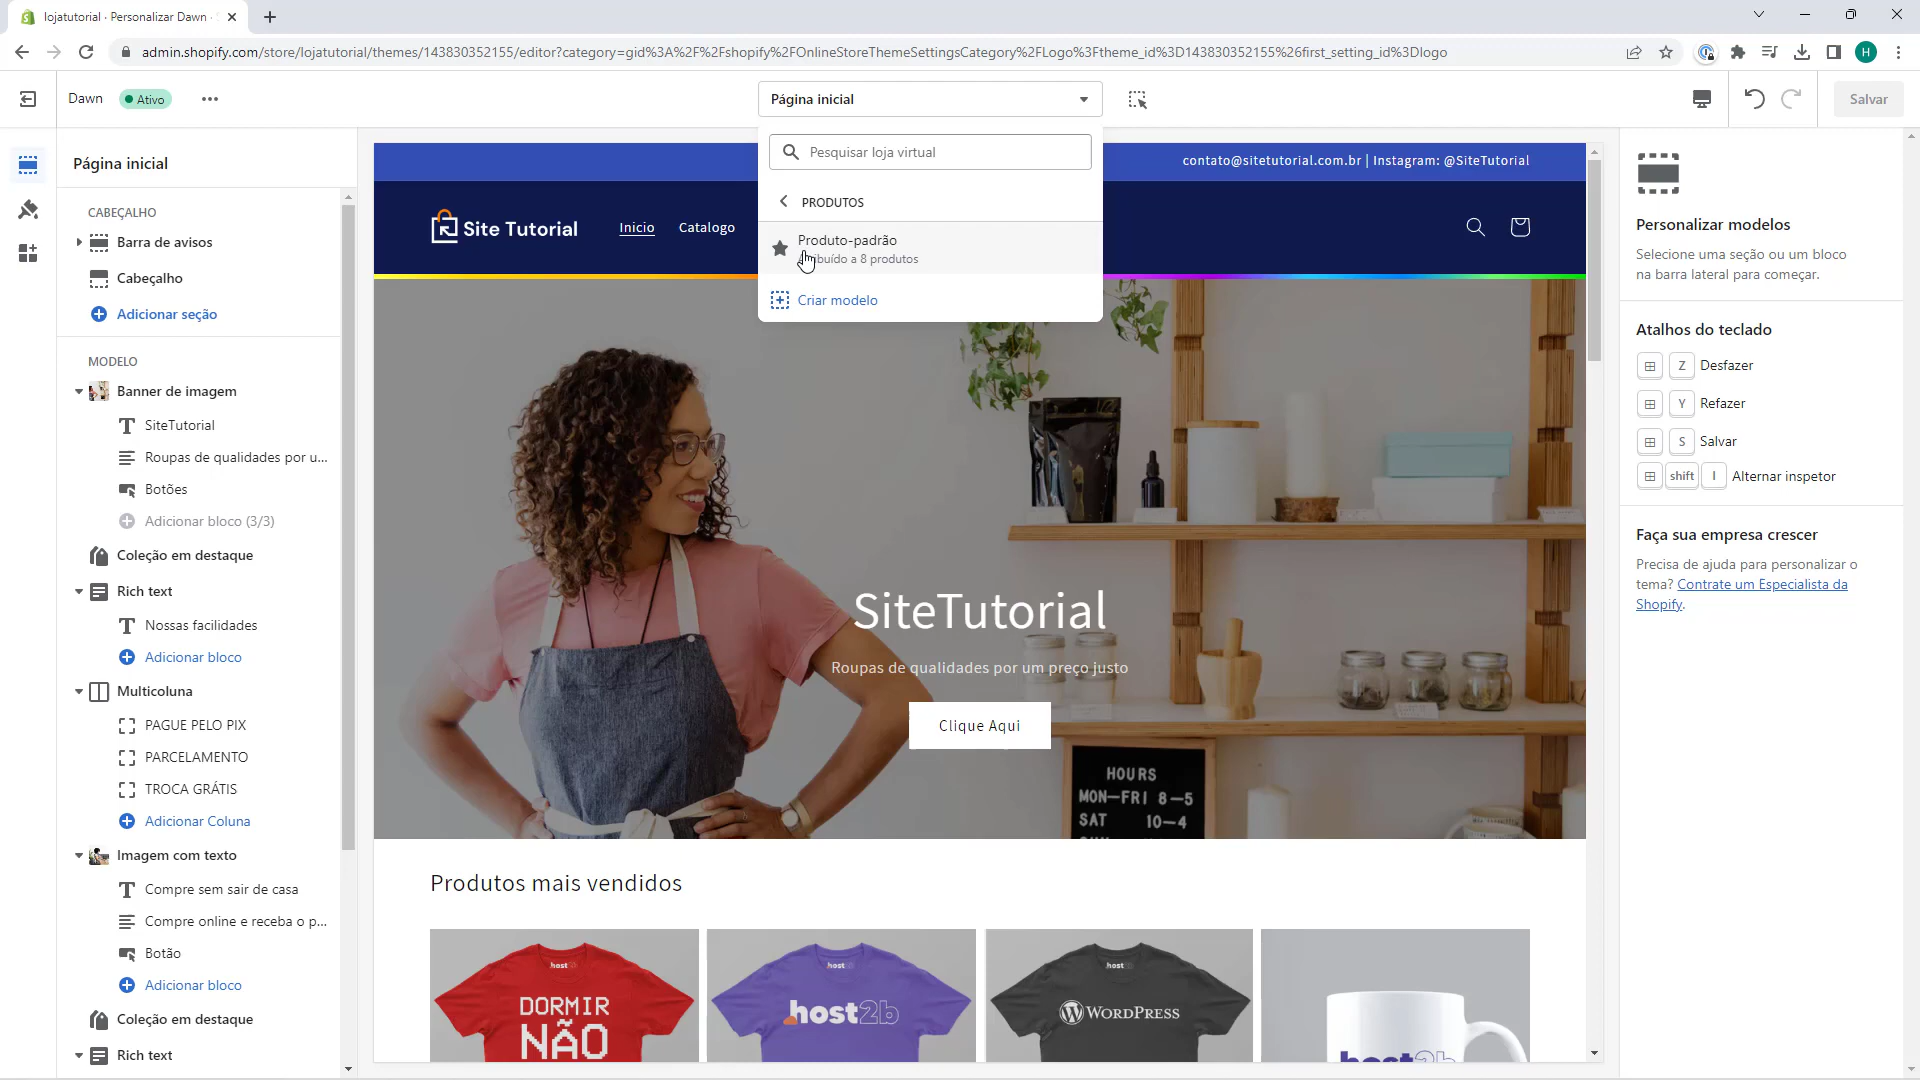 lojatutorial · Personalizar Dawn ·
admin.shopify.com/store/lojatutorial/themes/143830352155/editor?category=gid%3A%2F%2Fshopify%2FOnlineStoreThemeSettingsCategory%2FLogo%3Ftheme_id%3D143830352155%26first_setting_id%3Dlogo
H
Dawn
Ativo
Página inicial
Salvar
Página inicial
CABEÇALHO
Barra de avisos
Cabeçalho
Adicionar seção
MODELO
Banner de imagem
SiteTutorial
Roupas de qualidades por u...
Botões
Adicionar bloco (3/3)
Coleção em destaque
Rich text
Nossas facilidades
Adicionar bloco
Multicoluna
PAGUE PELO PIX
PARCELAMENTO
TROCA GRÁTIS
Adicionar Coluna
Imagem com texto
Compre sem sair de casa
Compre online e receba o p...
Botão
Adicionar bloco
Coleção em destaque
Rich text
Pesquisar loja virtual
PRODUTOS
Produto-padrão
a 8 produtos
Criar modelo
contato@sitetutorial.com.br | Instagram: @SiteTutorial
Site Tutorial
Inicio
Catalogo
SiteTutorial
Roupas de qualidades por um preço justo
Clique Aqui
HOURS
MON-FRI 8-5
SAT 10-4
Produtos mais vendidos
host
DORMIR
NÃO
host2b
host
WORDPRESS
host2b
Personalizar modelos
Selecione uma seção ou um bloco
na barra lateral para começar.
Atalhos do teclado
Z Desfazer
Y Refazer
S Salvar
shift I Alternar inspetor
Faça sua empresa crescer
Precisa de ajuda para personalizar o
tema? Contrate um Especialista da
Shopify.